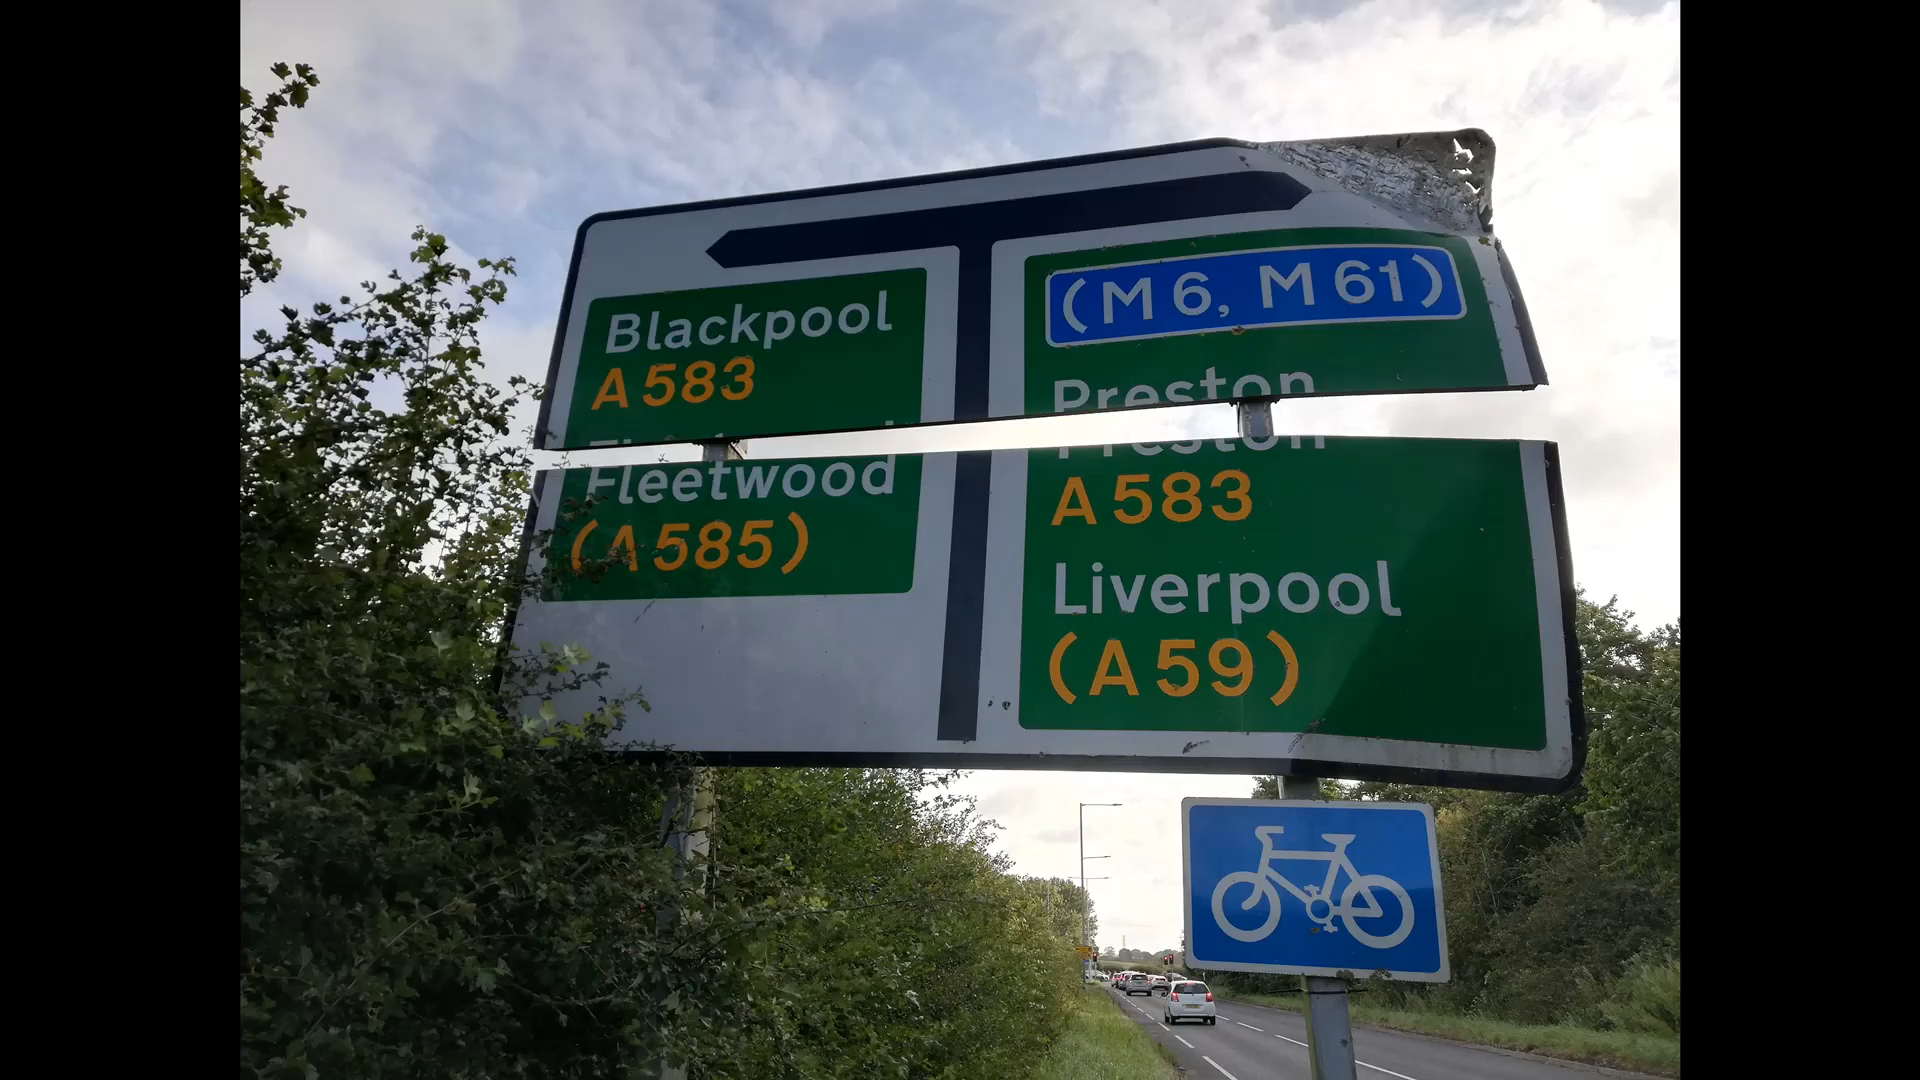 Blackpool
A583
Fleetwood
(A585)
(M6, M61)
Preston
A583
Liverpool
(A59)